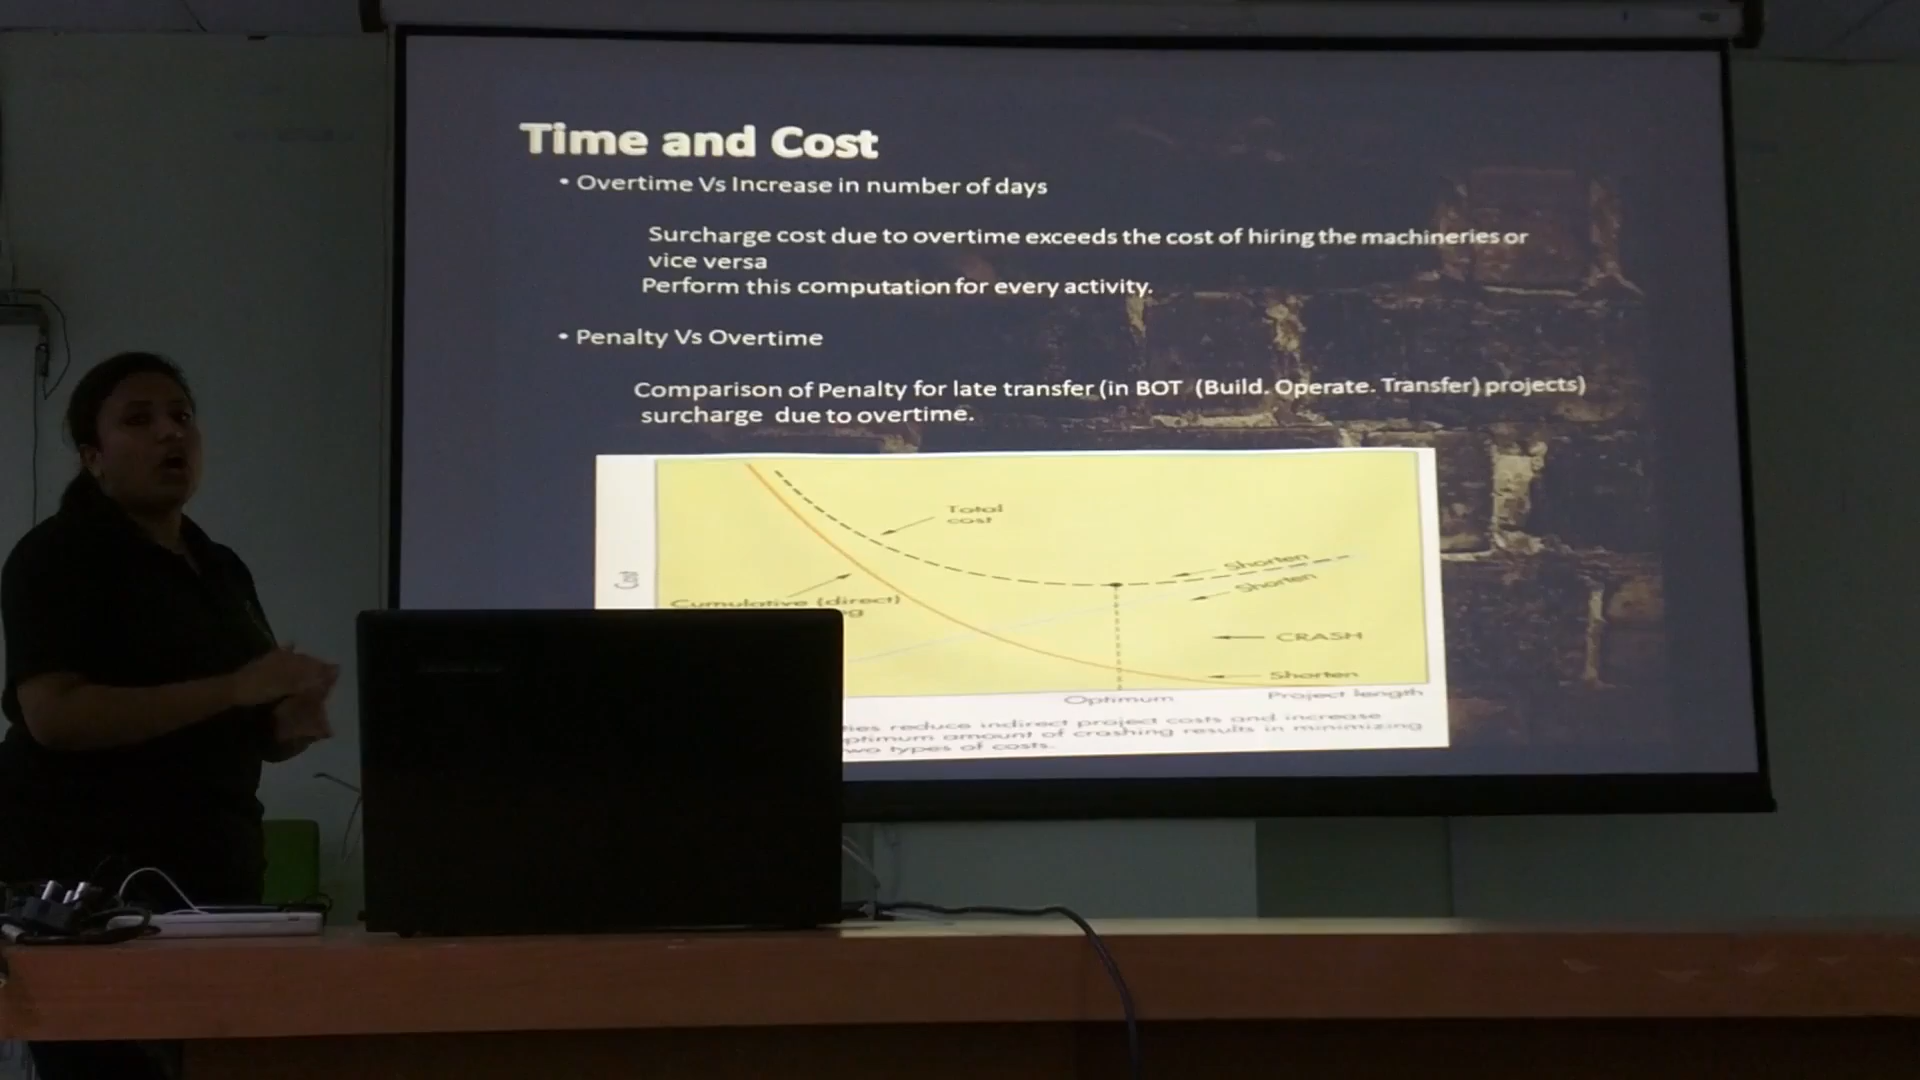 Time and Cost
• Overtime Vs Increase in number of days
Surcharge cost due to overtime exceeds the cost of hiring the machineries or
vice versa
Perform this computation for every activity.
• Penalty Vs Overtime
Comparison of Penalty for late transfer (in BOT (Build. Operate. Transfer) projects)
surcharge due to overtime.
Total
cost
Shorten
Shorten
Cost
Cumulative (direct)
CRASH
Shorten
Optimum
Project length
reduce indirect project costs and increase
amount of crashing results in minimizing
types of costs.